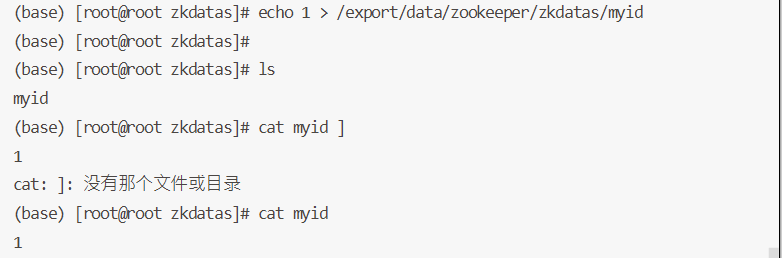 (base) [root@root zkdatas]# echo 1 > /export/data/zookeeper/zkdatas/myid
(base) [root@root zkdatas]#
(base) [root@root zkdatas]# ls
myid
(base) [root@root zkdatas]# cat myid ]
1
cat: ]: 没有那个文件或目录
(base) [root@root zkdatas]# cat myid
1